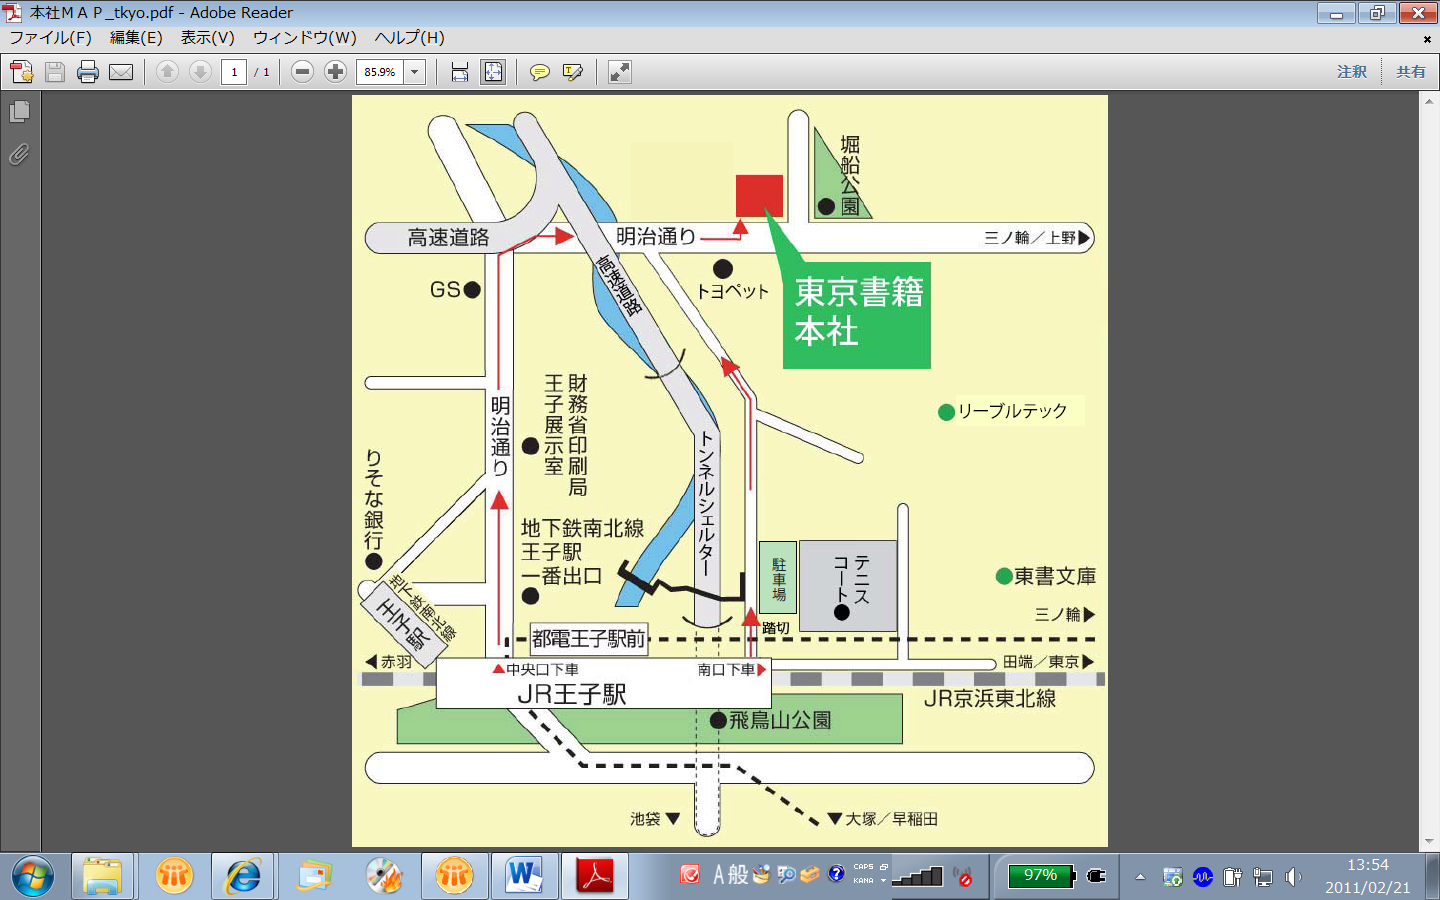 本社ＭＡＰ_tkyo.pdf - Adobe Reader
ファイル(F) 編集(E) 表示(V) ウィンドウ(W) ヘルプ(H)
1 / 1 85.9% 注釈 共有
堀船公園
高速道路
明治通り
三ノ輪／上野
GS
高速道路
トヨペット
東京書籍
本社
明治通り
財務省印刷局
王子展示室
リーブルテック
トンネルシェルター
りそな銀行
地下鉄南北線
王子駅
一番出口
駐車場
テニス
コート
東書文庫
地下鉄南北線
王子駅
三ノ輪
踏切
都電王子駅前
赤羽
中央口下車
南口下車
田端／東京
JR王子駅
JR京浜東北線
飛鳥山公園
池袋
大塚／早稲田
A 般
CAPS
KANA
97%
13:54
2011/02/21